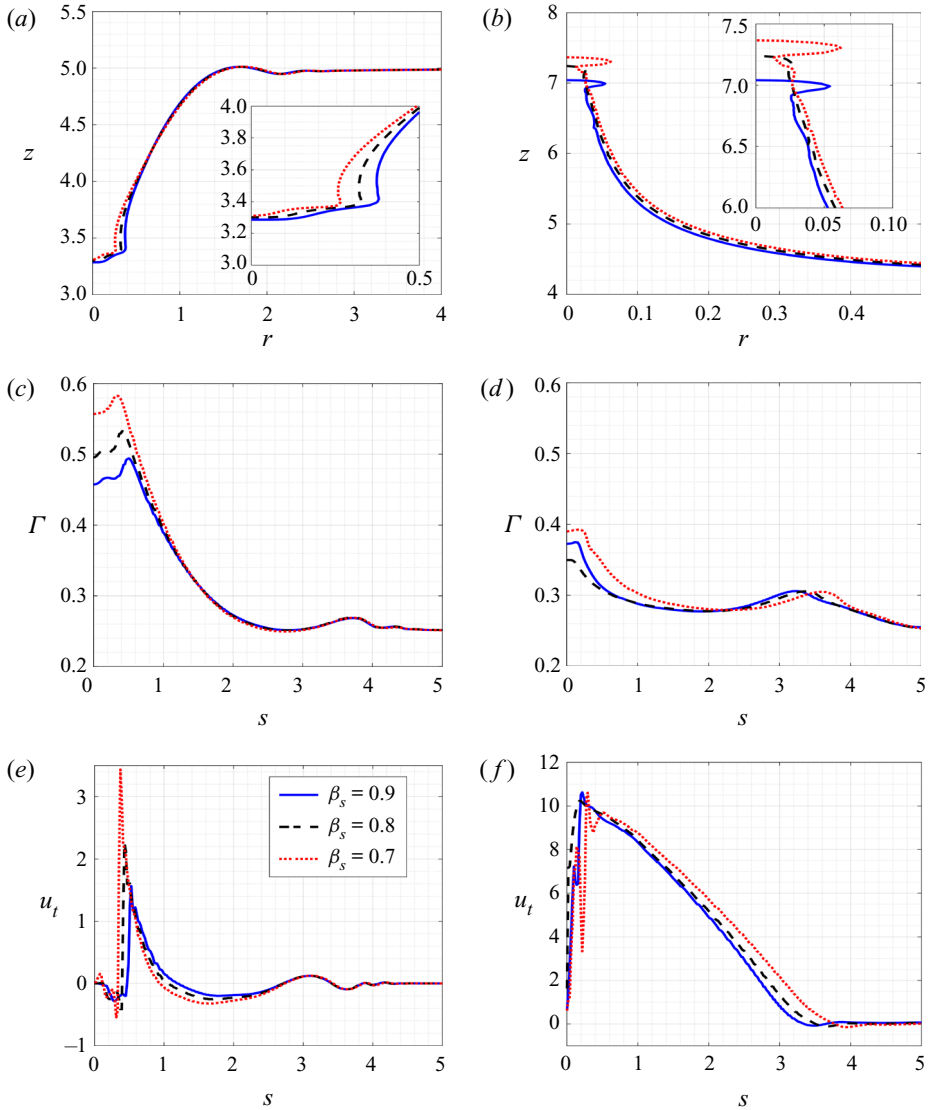 (a)
5.5
5.0
4.5
z
4.0
3.5
3.0
0 1 2 3 4
r
4.0
3.8
3.6
3.4
3.2
3.0
0 0.5
(b)
8
7
6
z
5
4
0 0.1 0.2 0.3 0.4
r
7.5
7.0
6.5
6.0
0 0.05 0.10
(c)
0.6
0.5
Γ 0.4
0.3
0.2
0 1 2 3 4 5
s
(d)
0.6
0.5
Γ 0.4
0.3
0.2
0 1 2 3 4 5
s
(e)
3
2
u_t
1
0
−1
0 1 2 3 4 5
s
β_s = 0.9
β_s = 0.8
β_s = 0.7
(f)
12
10
8
u_t 6
4
2
0
0 1 2 3 4 5
s